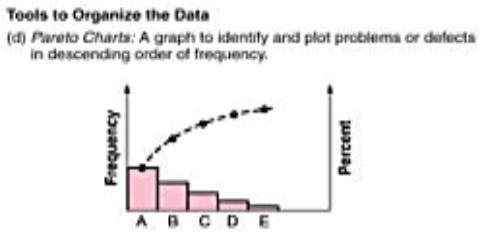 Tools to Organize the Data
(d) Pareto Charts: A graph to identify and plot problems or defects
in descending order of frequency.
Frequency
Percent
A B C D E